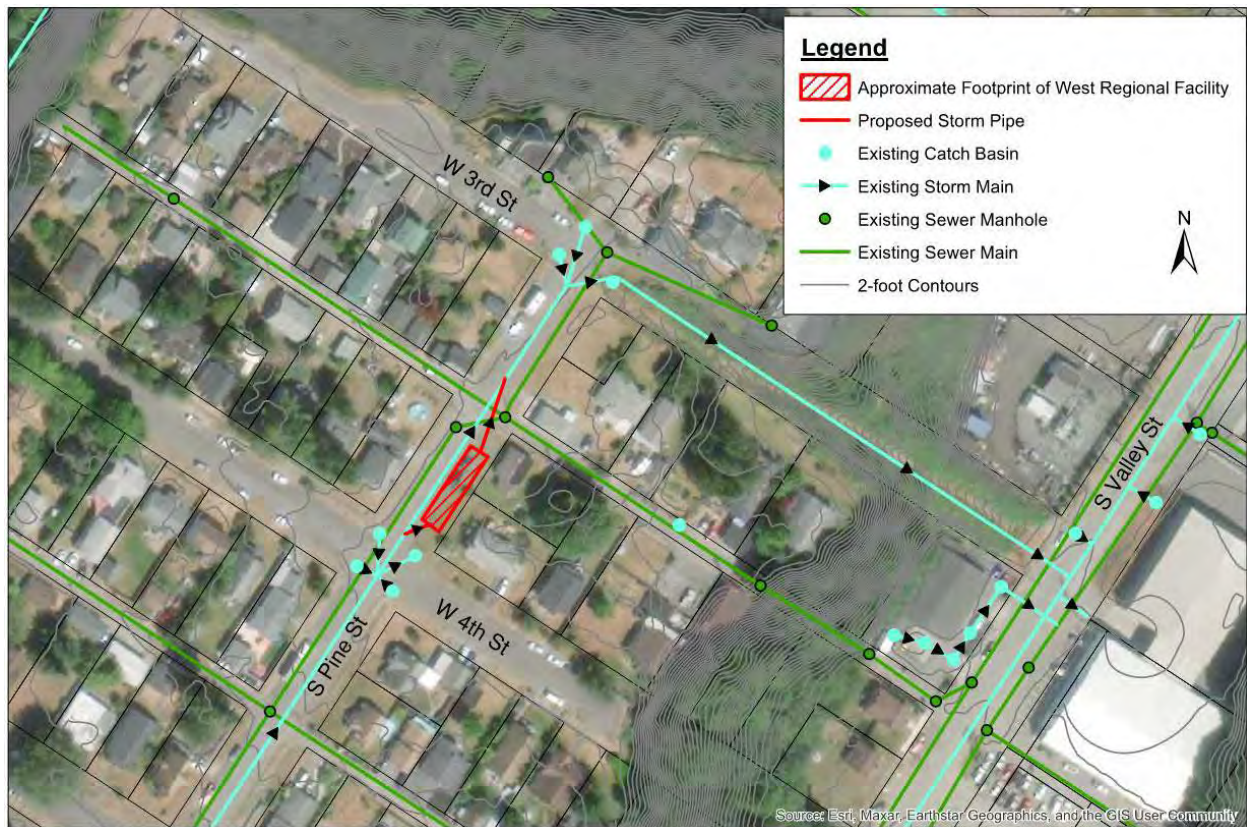 Legend
Approximate Footprint of West Regional Facility
Proposed Storm Pipe
Existing Catch Basin
Existing Storm Main
Existing Sewer Manhole
Existing Sewer Main
2-foot Contours
N
W 3rd St
S Valley St
S Pine St
W 4th St
Source: Esri, Maxar, Earthstar Geographics, and the GIS User Community